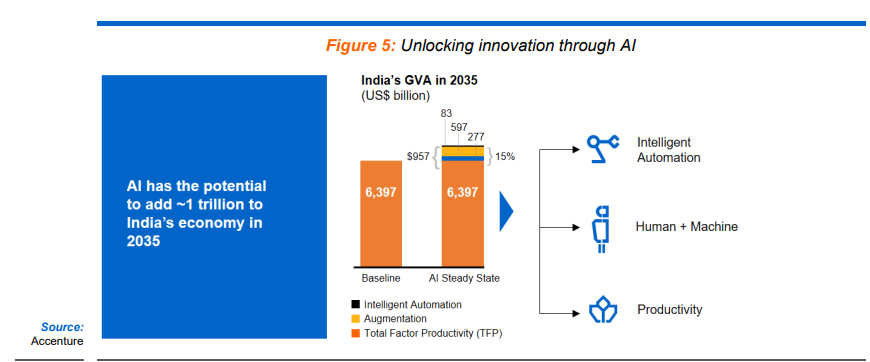 Figure 5: Unlocking innovation through AI
AI has the potential
to add ~1 trillion to
India's economy in
2035
India's GVA in 2035
(US$ billion)
83
597
277
$957
15%
6,397
6,397
Baseline
AI Steady State
Intelligent Automation
Augmentation
Total Factor Productivity (TFP)
Intelligent
Automation
Human + Machine
Productivity
Source:
Accenture